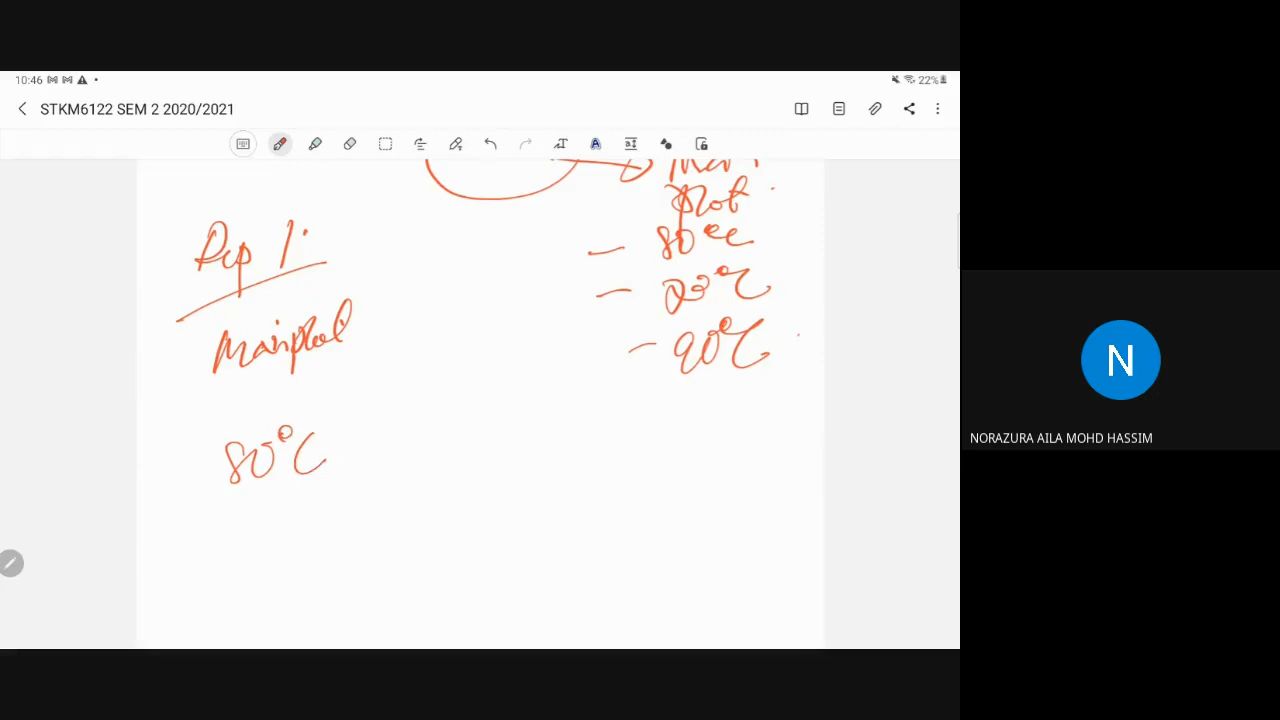 10:46
22%
STKM6122 SEM 2 2020/2021
plot
Rep 1:
- 80°C
- 23°C
Mainplot
- 90°C
80°C
N
NORAZURA AILA MOHD HASSIM